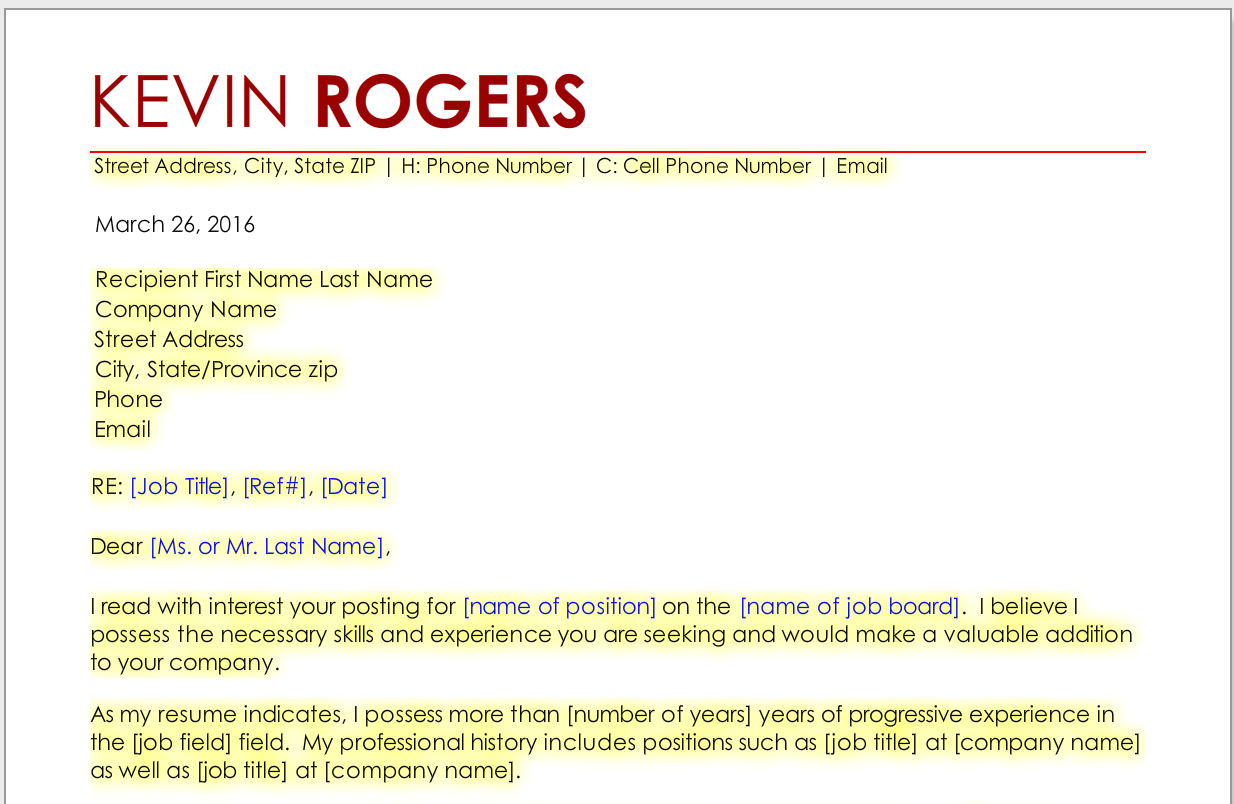 KEVIN ROGERS
Street Address, City, State ZIP | H: Phone Number | C: Cell Phone Number | Email
March 26, 2016
Recipient First Name Last Name
Company Name
Street Address
City, State/Province zip
Phone
Email
RE: [Job Title], [Ref#], [Date]
Dear [Ms. or Mr. Last Name],
I read with interest your posting for [name of position] on the [name of job board].  I believe I
possess the necessary skills and experience you are seeking and would make a valuable addition
to your company.
As my resume indicates, I possess more than [number of years] years of progressive experience in
the [job field] field.  My professional history includes positions such as [job title] at [company name]
as well as [job title] at [company name].